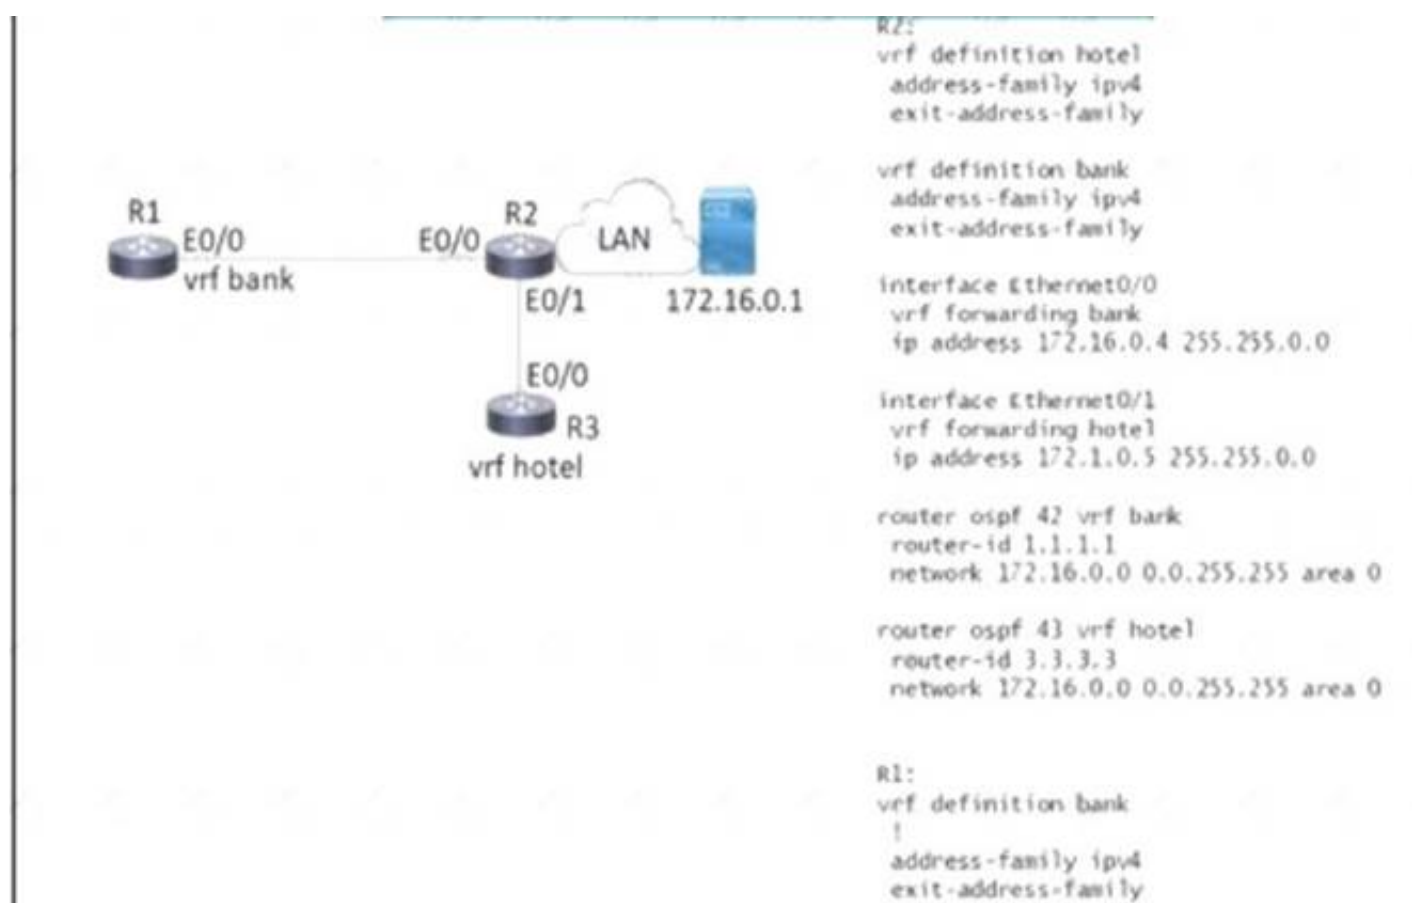 R1
E0/0
vrf bank
E0/0
R2
LAN
E0/1
172.16.0.1
E0/0
R3
vrf hotel
R2:
vrf definition hotel
address-family ipv4
exit-address-family
vrf definition bank
address-family ipv4
exit-address-family
interface Ethernet0/0
vrf forwarding bank
ip address 172.16.0.4 255.255.0.0
interface Ethernet0/1
vrf forwarding hotel
ip address 172.1.0.5 255.255.0.0
router ospf 42 vrf bank
router-id 1.1.1.1
network 172.16.0.0 0.0.255.255 area 0
router ospf 43 vrf hotel
router-id 3.3.3.3
network 172.16.0.0 0.0.255.255 area 0
R1:
vrf definition bank
!
address-family ipv4
exit-address-family